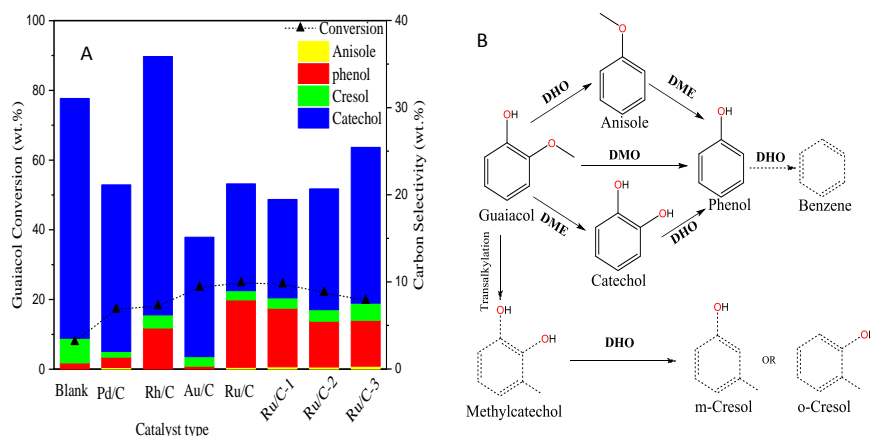 A
Conversion
Anisole
phenol
Cresol
Catechol
Guaiacol Conversion (wt.%)
100
80
60
40
20
0
Carbon Selectivity (wt.%)
40
30
20
10
0
Blank
Pd/C
Rh/C
Au/C
Ru/C
Ru/C-1
Ru/C-2
Ru/C-3
Catalyst type
B
O
Anisole
DHO
DME
OH
O
Guaiacol
DMO
OH
Phenol
DHO
Benzene
DME
OH
OH
Catechol
DHO
Transalkylation
OH
OH
Methylcatechol
DHO
OH
m-Cresol
OR
O
o-Cresol